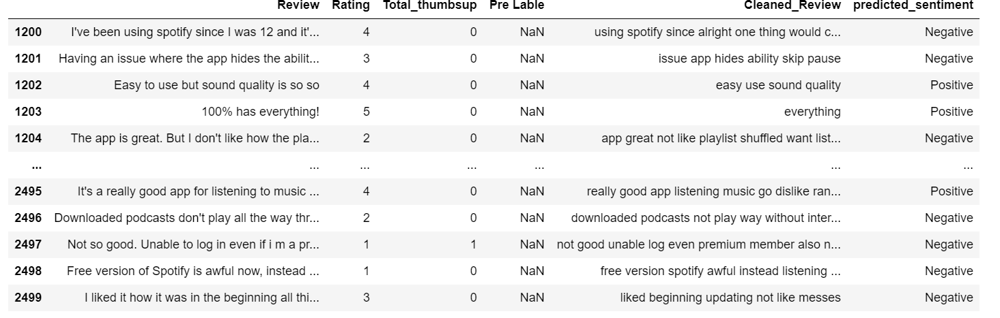 Review Rating Total_thumbsup Pre Lable Cleaned_Review predicted_sentiment
1200 I've been using spotify since I was 12 and it'... 4 0 NaN using spotify since alright one thing would c... Negative
1201 Having an issue where the app hides the abilit... 3 0 NaN issue app hides ability skip pause Negative
1202 Easy to use but sound quality is so so 4 0 NaN easy use sound quality Positive
1203 100% has everything! 5 0 NaN everything Positive
1204 The app is great. But I don't like how the pla... 2 0 NaN app great not like playlist shuffled want list... Negative
... ... ... ... ... ... ...
2495 It's a really good app for listening to music ... 4 0 NaN really good app listening music go dislike ran... Positive
2496 Downloaded podcasts don't play all the way thr... 2 0 NaN downloaded podcasts not play way without inter... Negative
2497 Not so good. Unable to log in even if i m a pr... 1 1 NaN not good unable log even premium member also n... Negative
2498 Free version of Spotify is awful now, instead ... 1 0 NaN free version spotify awful instead listening ... Negative
2499 I liked it how it was in the beginning all thi... 3 0 NaN liked beginning updating not like messes Negative